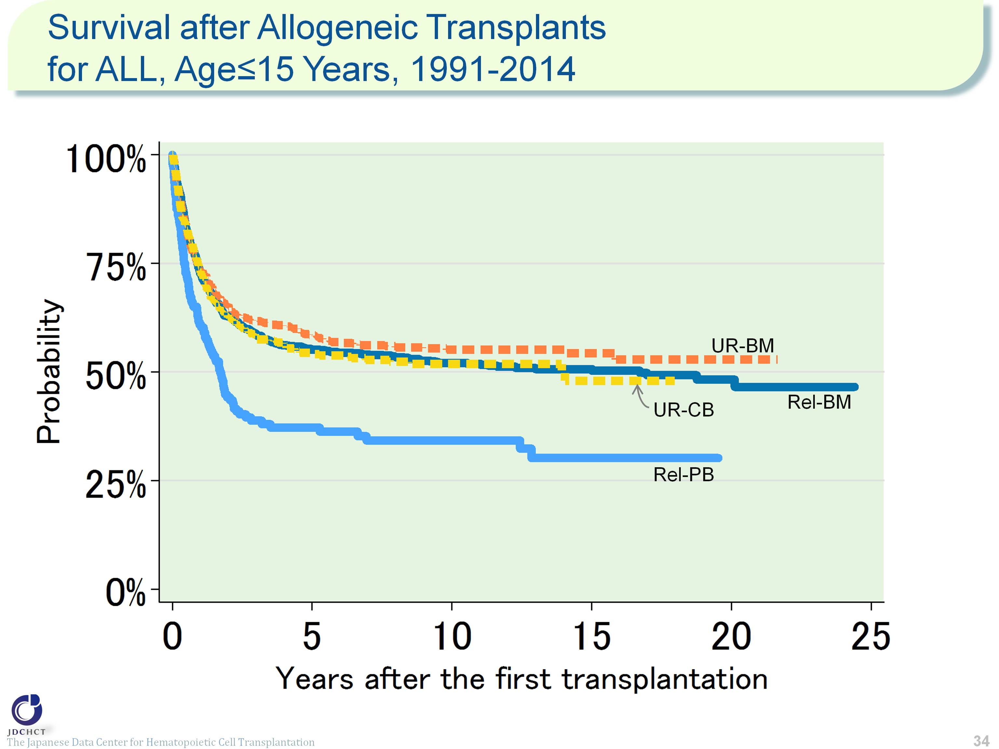 Survival after Allogeneic Transplants
for ALL, Age≤15 Years, 1991-2014
100%
75%
50%
25%
0%
Probability
UR-BM
Rel-BM
UR-CB
Rel-PB
0 5 10 15 20 25
Years after the first transplantation
JDCHCT
The Japanese Data Center for Hematopoietic Cell Transplantation
34